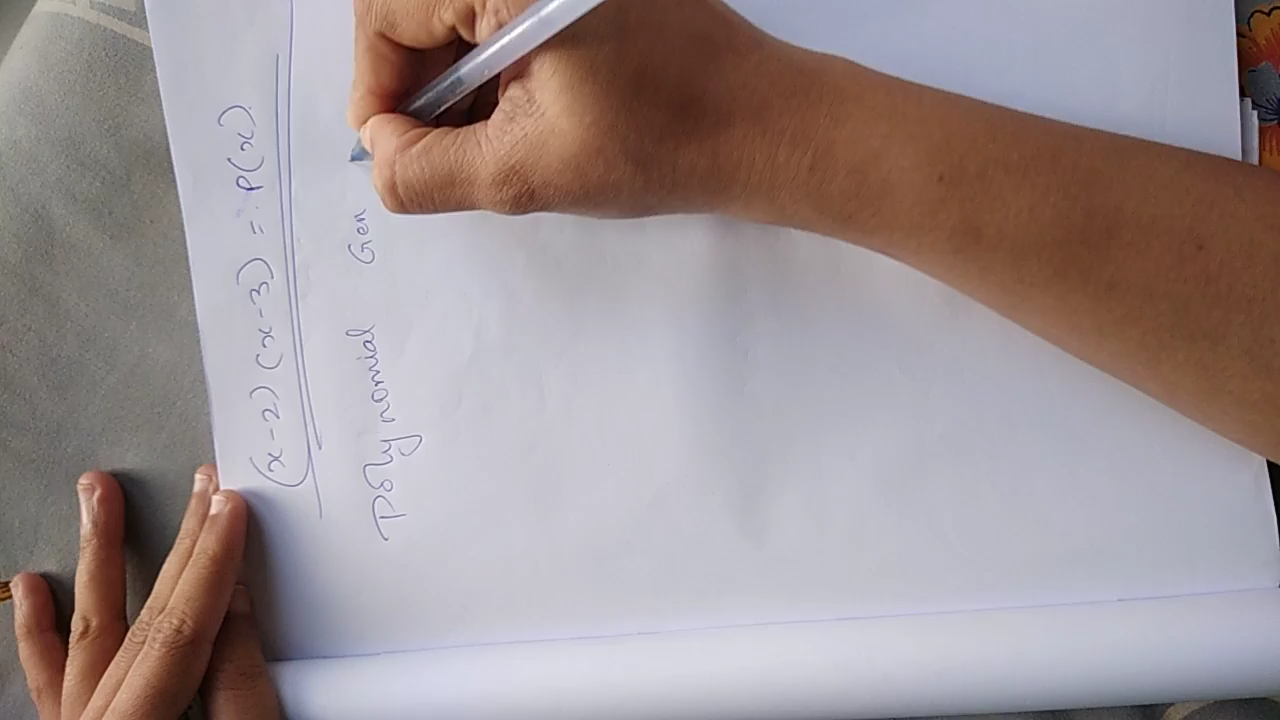 (x-2) (x-3) = P(x).
Polynomial Gen